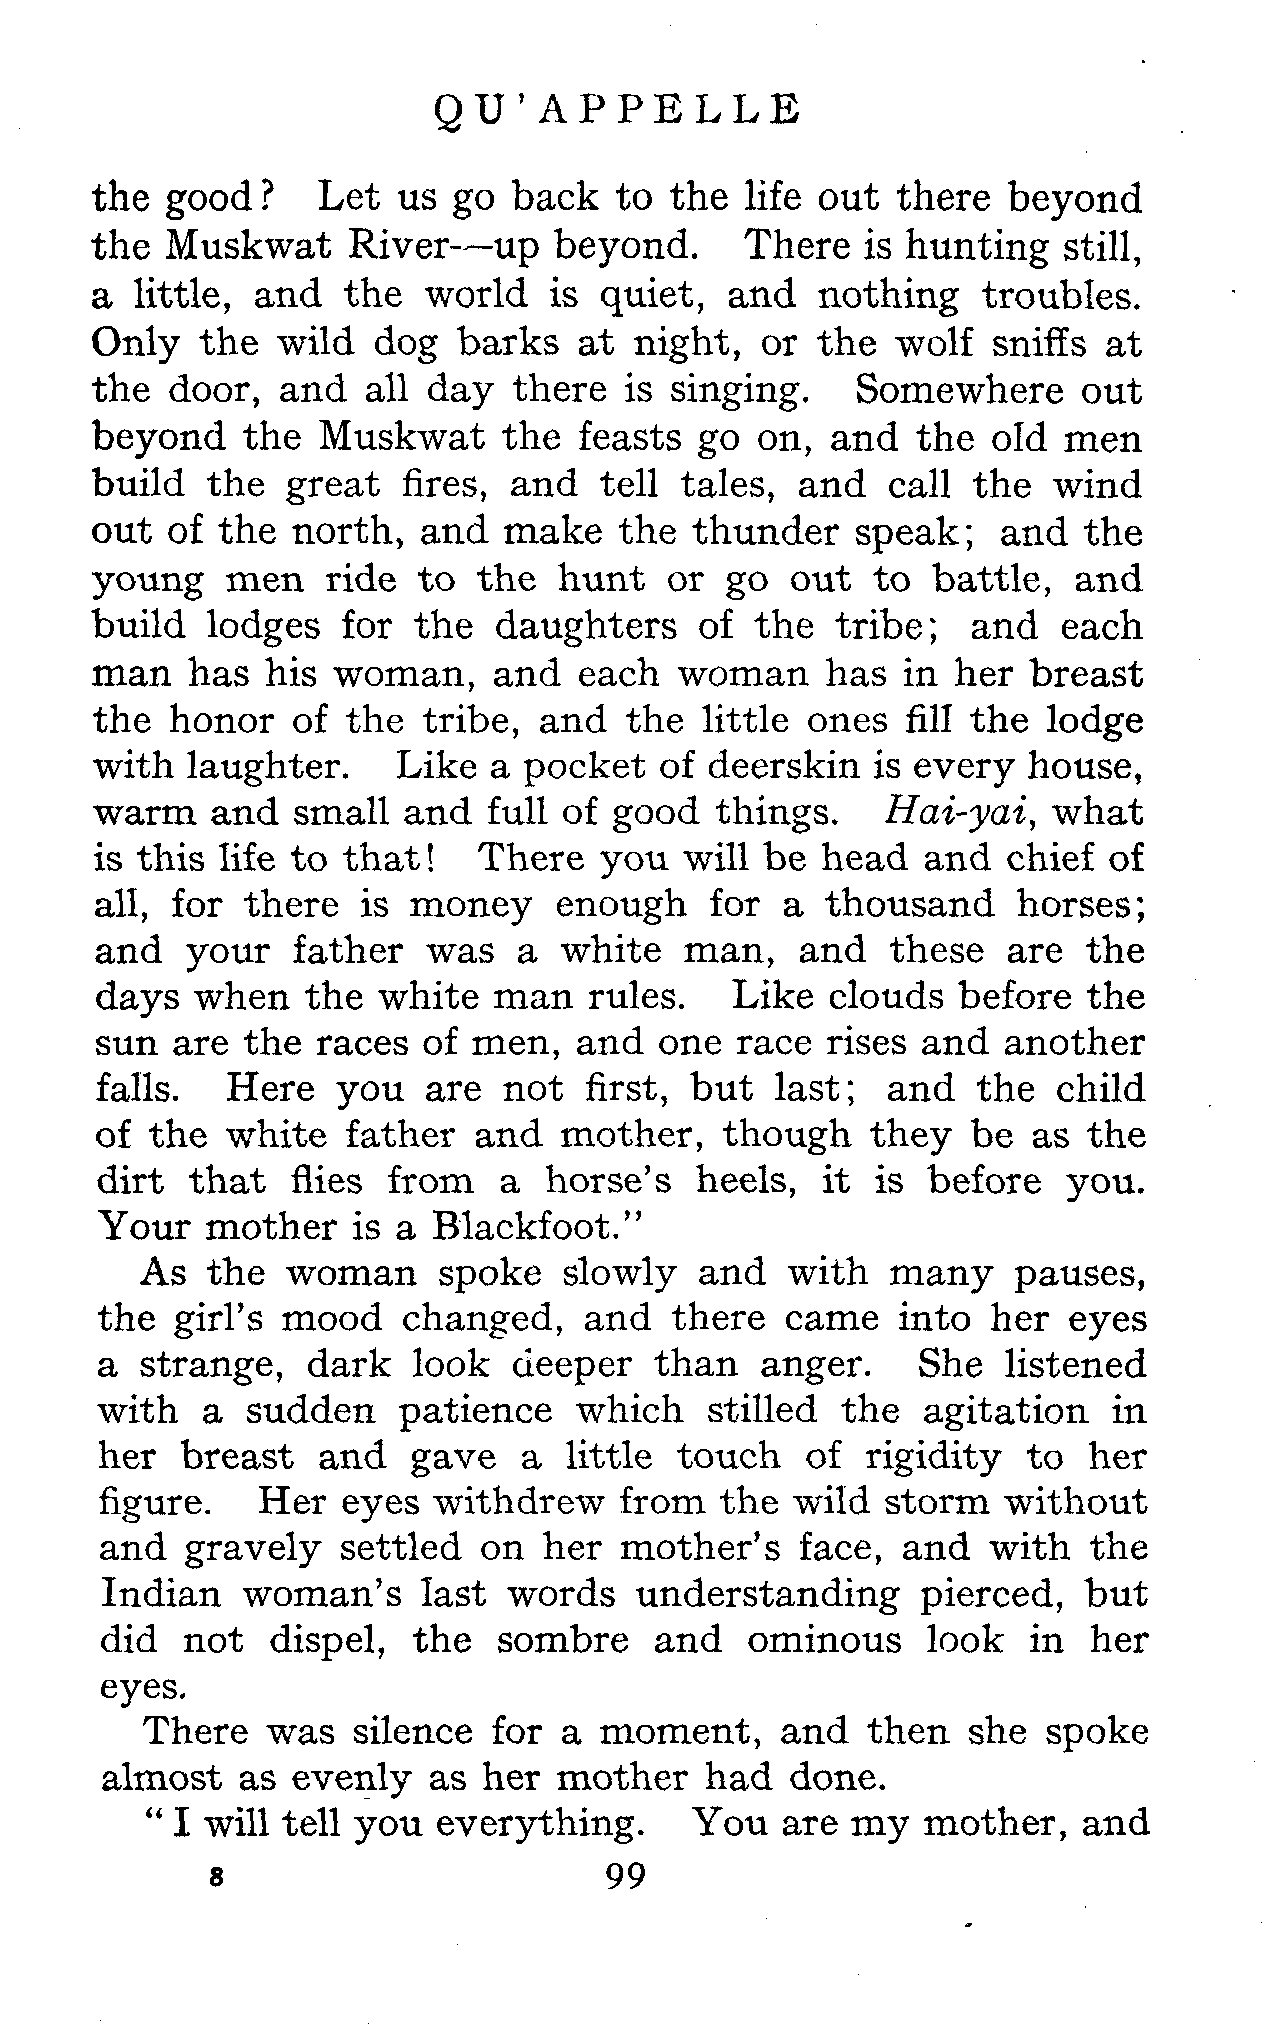 QU'APPELLE
the good? Let us go back to the life out there beyond
the Muskwat River--up beyond. There is hunting still,
a little, and the world is quiet, and nothing troubles.
Only the wild dog barks at night, or the wolf sniffs at
the door, and all day there is singing. Somewhere out
beyond the Muskwat the feasts go on, and the old men
build the great fires, and tell tales, and call the wind
out of the north, and make the thunder speak; and the
young men ride to the hunt or go out to battle, and
build lodges for the daughters of the tribe; and each
man has his woman, and each woman has in her breast
the honor of the tribe, and the little ones fill the lodge
with laughter. Like a pocket of deerskin is every house,
warm and small and full of good things. Hai-yai, what
is this life to that! There you will be head and chief of
all, for there is money enough for a thousand horses;
and your father was a white man, and these are the
days when the white man rules. Like clouds before the
sun are the races of men, and one race rises and another
falls. Here you are not first, but last; and the child
of the white father and mother, though they be as the
dirt that flies from a horse's heels, it is before you.
Your mother is a Blackfoot."
As the woman spoke slowly and with many pauses,
the girl's mood changed, and there came into her eyes
a strange, dark look deeper than anger. She listened
with a sudden patience which stilled the agitation in
her breast and gave a little touch of rigidity to her
figure. Her eyes withdrew from the wild storm without
and gravely settled on her mother's face, and with the
Indian woman's last words understanding pierced, but
did not dispel, the sombre and ominous look in her
eyes.
There was silence for a moment, and then she spoke
almost as evenly as her mother had done.
"I will tell you everything. You are my mother, and
8 99